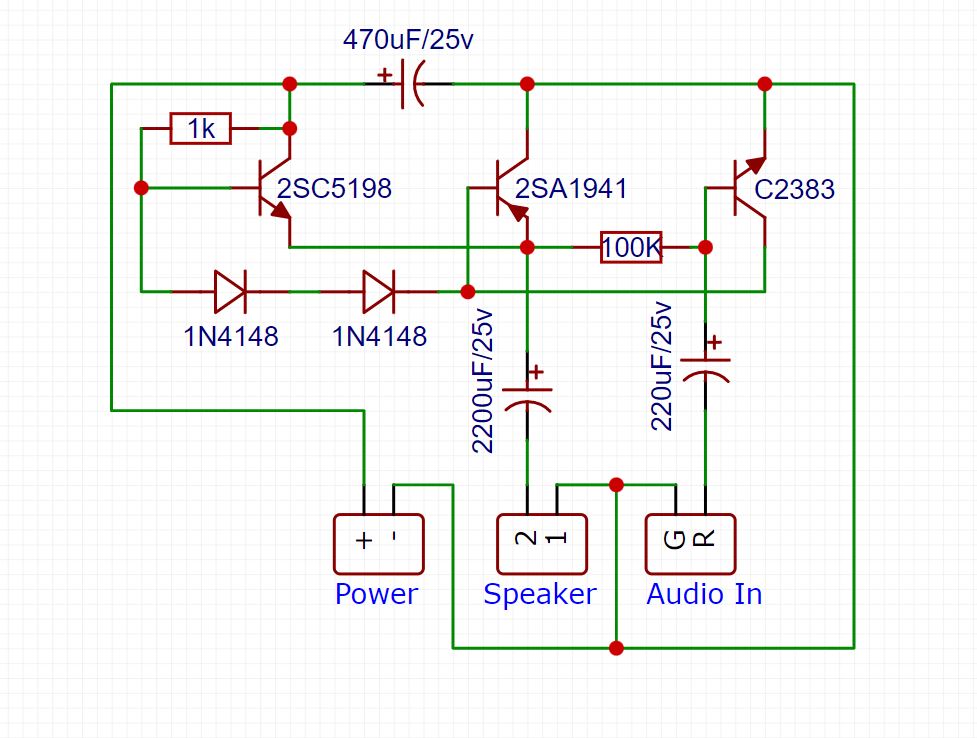 470uF/25v
+
1k
2SC5198
2SA1941
C2383
100K
1N4148
1N4148
2200uF/25v
+
220uF/25v
+
+ -
2 1
G R
Power
Speaker
Audio In